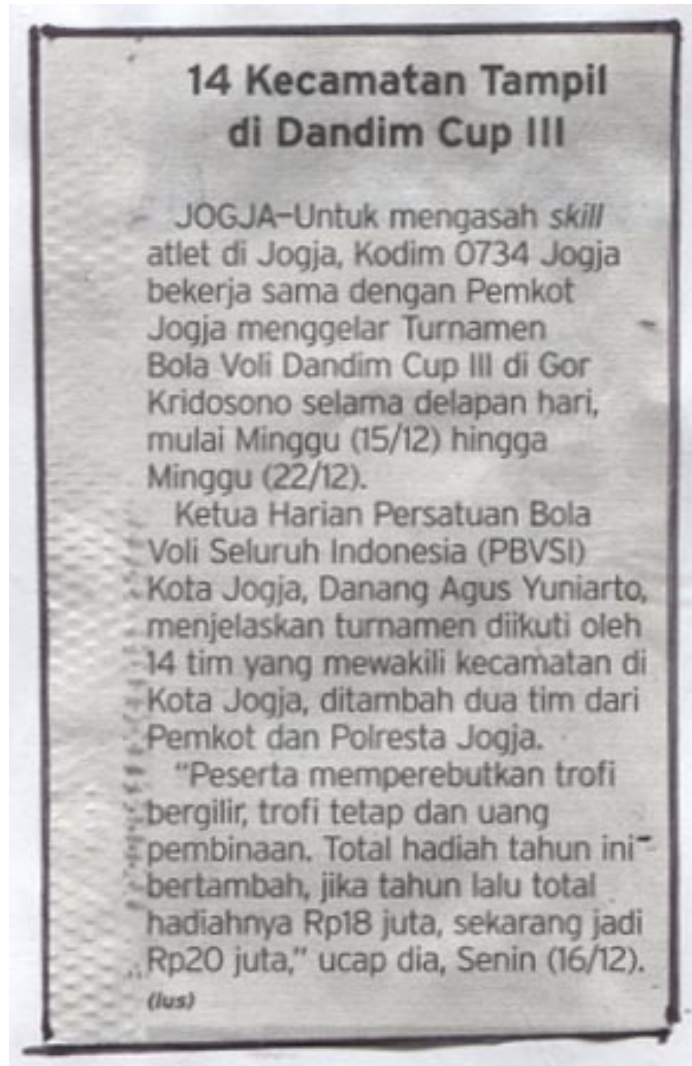 14 Kecamatan Tampil
di Dandim Cup III
JOGJA–Untuk mengasah skill
atlet di Jogja, Kodim 0734 Jogja
bekerja sama dengan Pemkot
Jogja menggelar Turnamen
Bola Voli Dandim Cup III di Gor
Kridosono selama delapan hari,
mulai Minggu (15/12) hingga
Minggu (22/12).
Ketua Harian Persatuan Bola
Voli Seluruh Indonesia (PBVSI)
Kota Jogja, Danang Agus Yuniarto,
menjelaskan turnamen diikuti oleh
14 tim yang mewakili kecamatan di
Kota Jogja, ditambah dua tim dari
Pemkot dan Polresta Jogja.
“Peserta memperebutkan trofi
bergilir, trofi tetap dan uang
pembinaan. Total hadiah tahun ini
bertambah, jika tahun lalu total
hadiahnya Rp18 juta, sekarang jadi
Rp20 juta,” ucap dia, Senin (16/12).
(lus)